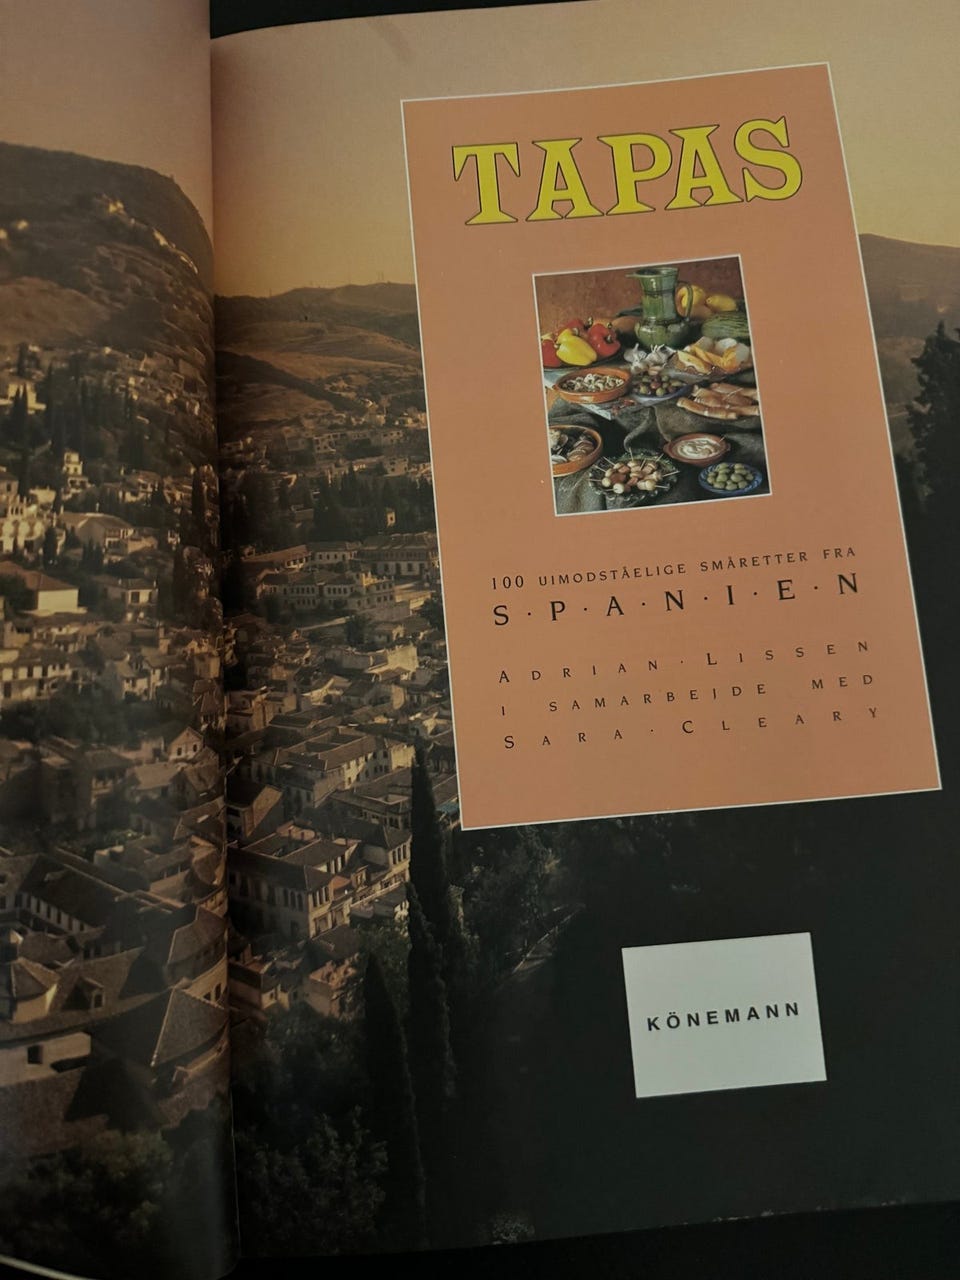 TAPAS
100 UIMODSTÅELIGE SMÅRETTER FRA
S·P·A·N·I·E·N
ADRIAN·LISSEN
I SAMARBEJDE MED
SARA·CLEARY
KÖNEMANN